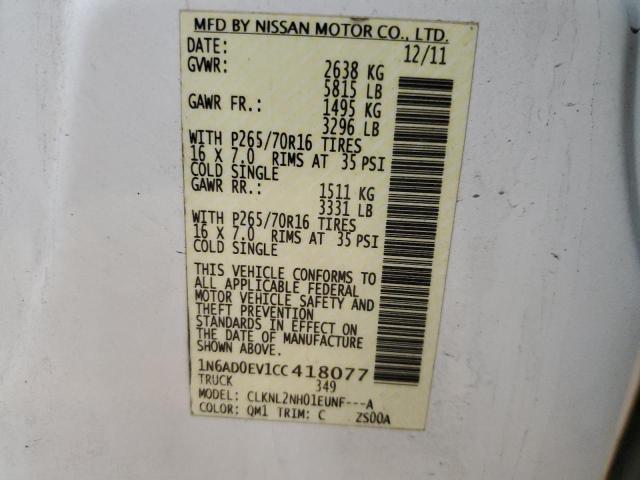 MFD BY NISSAN MOTOR CO., LTD.
DATE: 12/11
GVWR: 2638 KG
5815 LB
GAWR FR.: 1495 KG
3296 LB
WITH P265/70R16 TIRES
16 X 7.0 RIMS AT 35 PSI
COLD SINGLE
GAWR RR.: 1511 KG
3331 LB
WITH P265/70R16 TIRES
16 X 7.0 RIMS AT 35 PSI
COLD SINGLE
THIS VEHICLE CONFORMS TO
ALL APPLICABLE FEDERAL
MOTOR VEHICLE SAFETY AND
THEFT PREVENTION
STANDARDS IN EFFECT ON
THE DATE OF MANUFACTURE
SHOWN ABOVE.
1N6AD0EV1CC418077
TRUCK 349
MODEL: CLKNL2NH01EUNF---A
COLOR: QM1 TRIM: C ZS00A